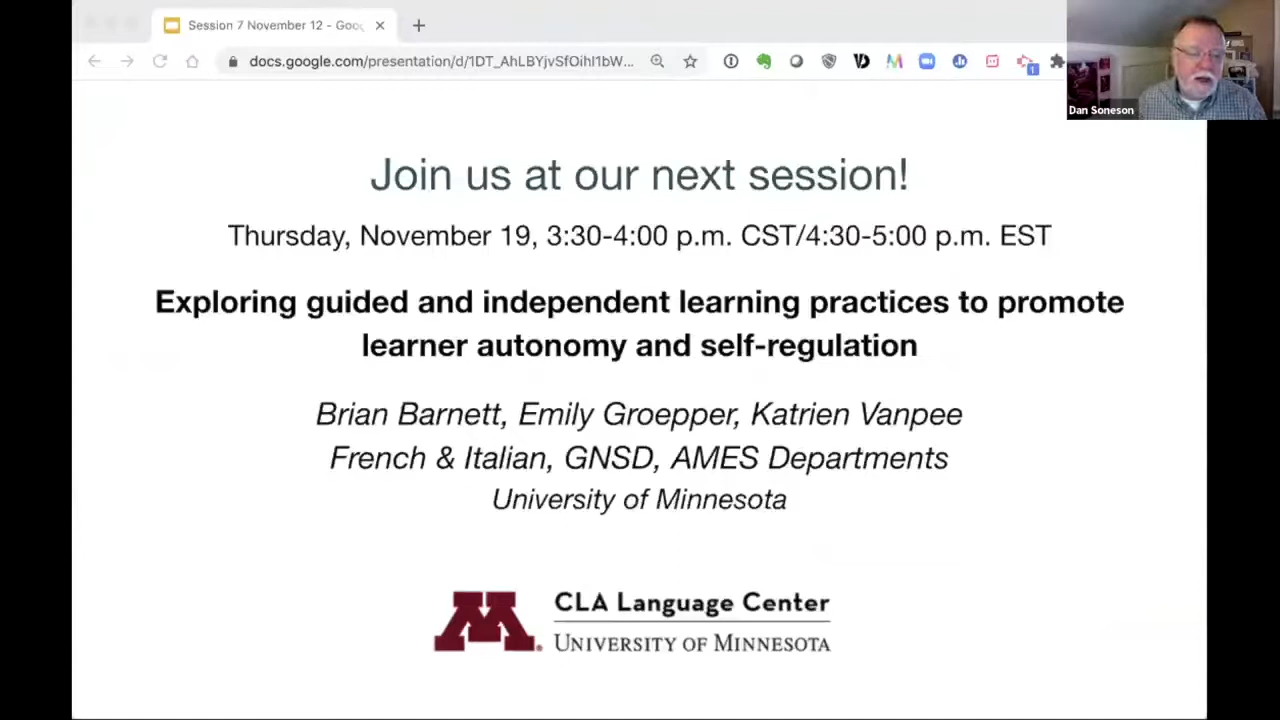 Session 7 November 12 - Goo
docs.google.com/presentation/d/1DT_AhLBYjvSfOihI1bW...
1
Dan Soneson
Join us at our next session!
Thursday, November 19, 3:30-4:00 p.m. CST/4:30-5:00 p.m. EST
Exploring guided and independent learning practices to promote
learner autonomy and self-regulation
Brian Barnett, Emily Groepper, Katrien Vanpee
French & Italian, GNSD, AMES Departments
University of Minnesota
M
CLA Language Center
UNIVERSITY OF MINNESOTA